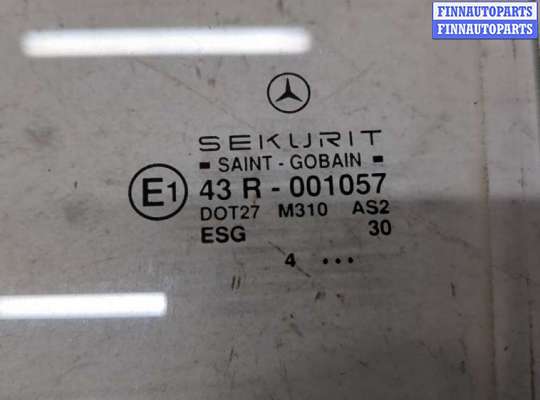 FINNAUTOPARTS
FINNAUTOPARTS
SEKURIT
SAINT - GOBAIN
E1 43 R - 001057
DOT27 M310 AS2
ESG 30
4 ...